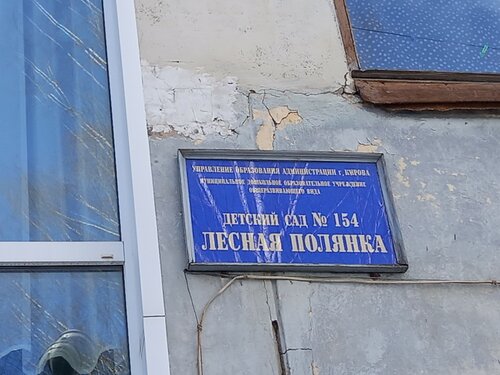 УПРАВЛЕНИЕ ОБРАЗОВАНИЯ АДМИНИСТРАЦИИ г. КИРОВА
МУНИЦИПАЛЬНОЕ ДОШКОЛЬНОЕ ОБРАЗОВАТЕЛЬНОЕ УЧРЕЖДЕНИЕ
ОБЩЕРАЗВИВАЮЩЕГО ВИДА
ДЕТСКИЙ САД № 154
ЛЕСНАЯ ПОЛЯНКА